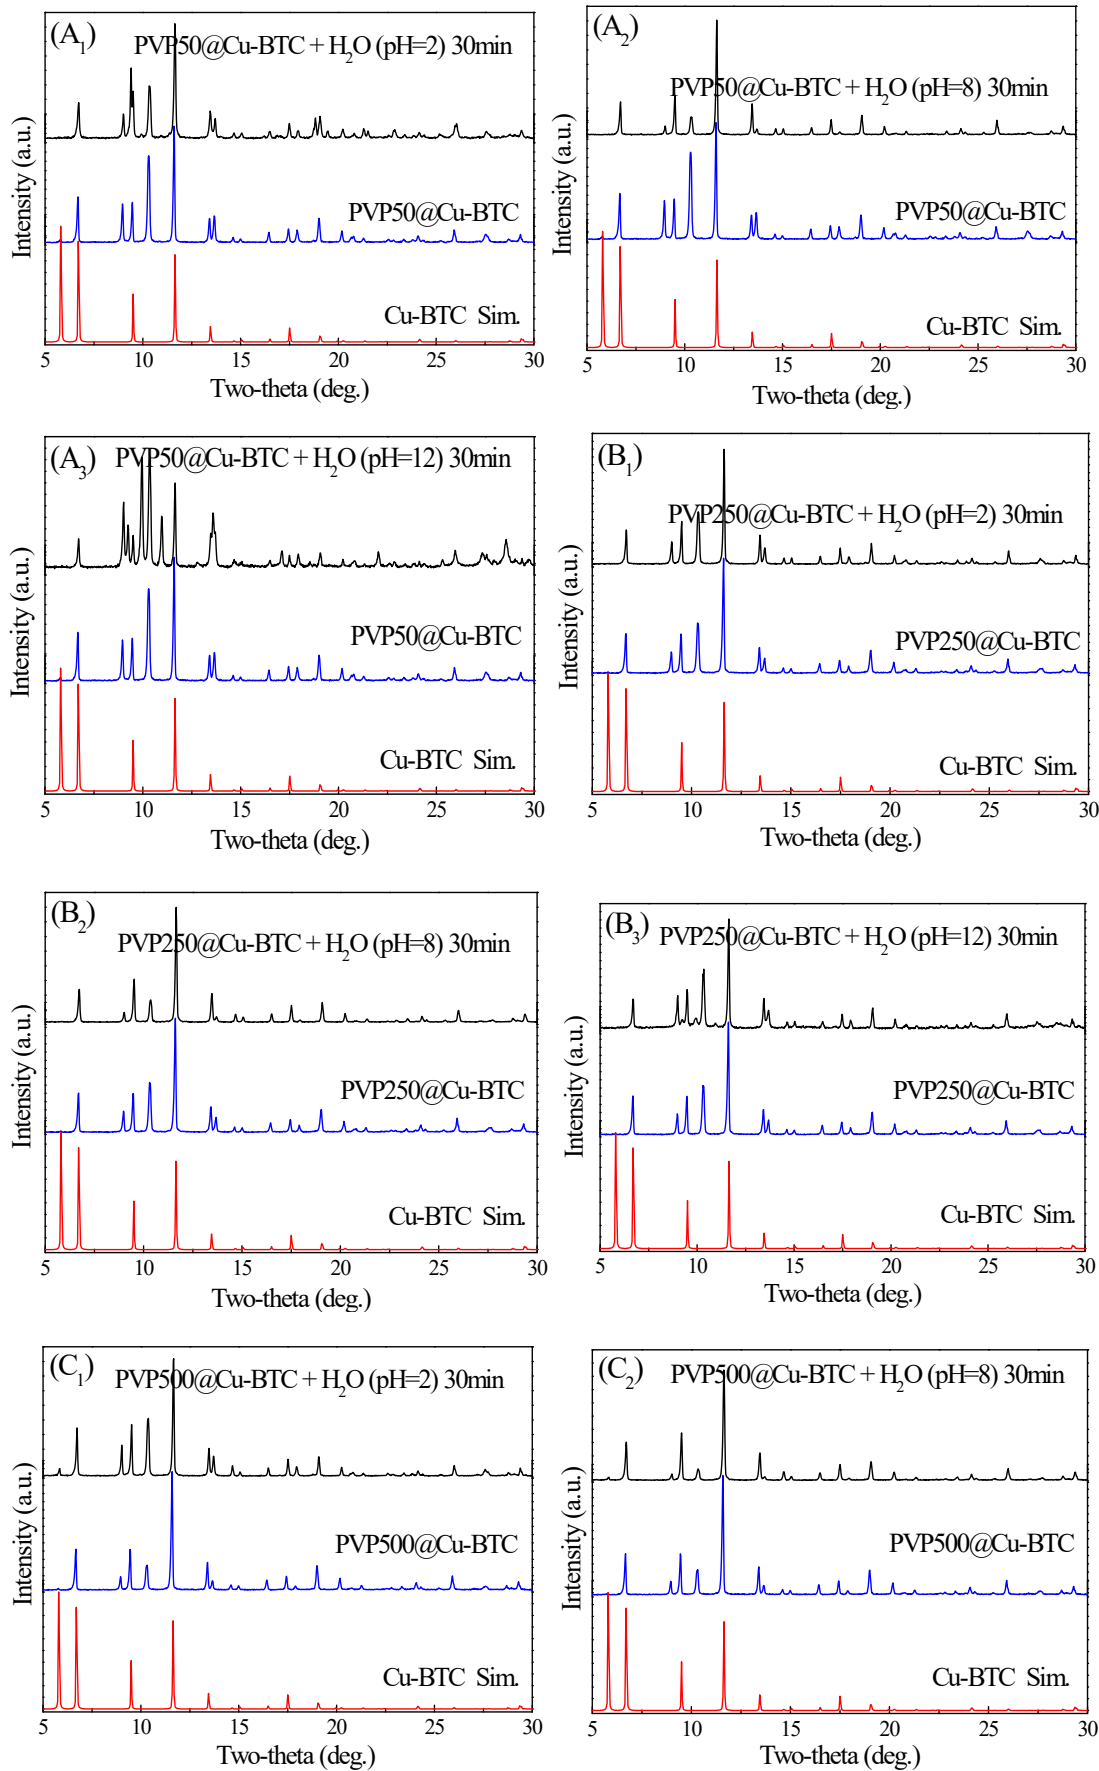 (A1)
PVP50@Cu-BTC + H2O (pH=2) 30min
PVP50@Cu-BTC
Cu-BTC Sim.
Intensity (a.u.)
5 10 15 20 25 30
Two-theta (deg.)
(A2)
PVP50@Cu-BTC + H2O (pH=8) 30min
PVP50@Cu-BTC
Cu-BTC Sim.
Intensity (a.u.)
5 10 15 20 25 30
Two-theta (deg.)
(A3)
PVP50@Cu-BTC + H2O (pH=12) 30min
PVP50@Cu-BTC
Cu-BTC Sim.
Intensity (a.u.)
5 10 15 20 25 30
Two-theta (deg.)
(B1)
PVP250@Cu-BTC + H2O (pH=2) 30min
PVP250@Cu-BTC
Cu-BTC Sim.
Intensity (a.u.)
5 10 15 20 25 30
Two-theta (deg.)
(B2)
PVP250@Cu-BTC + H2O (pH=8) 30min
PVP250@Cu-BTC
Cu-BTC Sim.
Intensity (a.u.)
5 10 15 20 25 30
Two-theta (deg.)
(B3)
PVP250@Cu-BTC + H2O (pH=12) 30min
PVP250@Cu-BTC
Cu-BTC Sim.
Intensity (a.u.)
5 10 15 20 25 30
Two-theta (deg.)
(C1)
PVP500@Cu-BTC + H2O (pH=2) 30min
PVP500@Cu-BTC
Cu-BTC Sim.
Intensity (a.u.)
5 10 15 20 25 30
Two-theta (deg.)
(C2)
PVP500@Cu-BTC + H2O (pH=8) 30min
PVP500@Cu-BTC
Cu-BTC Sim.
Intensity (a.u.)
5 10 15 20 25 30
Two-theta (deg.)